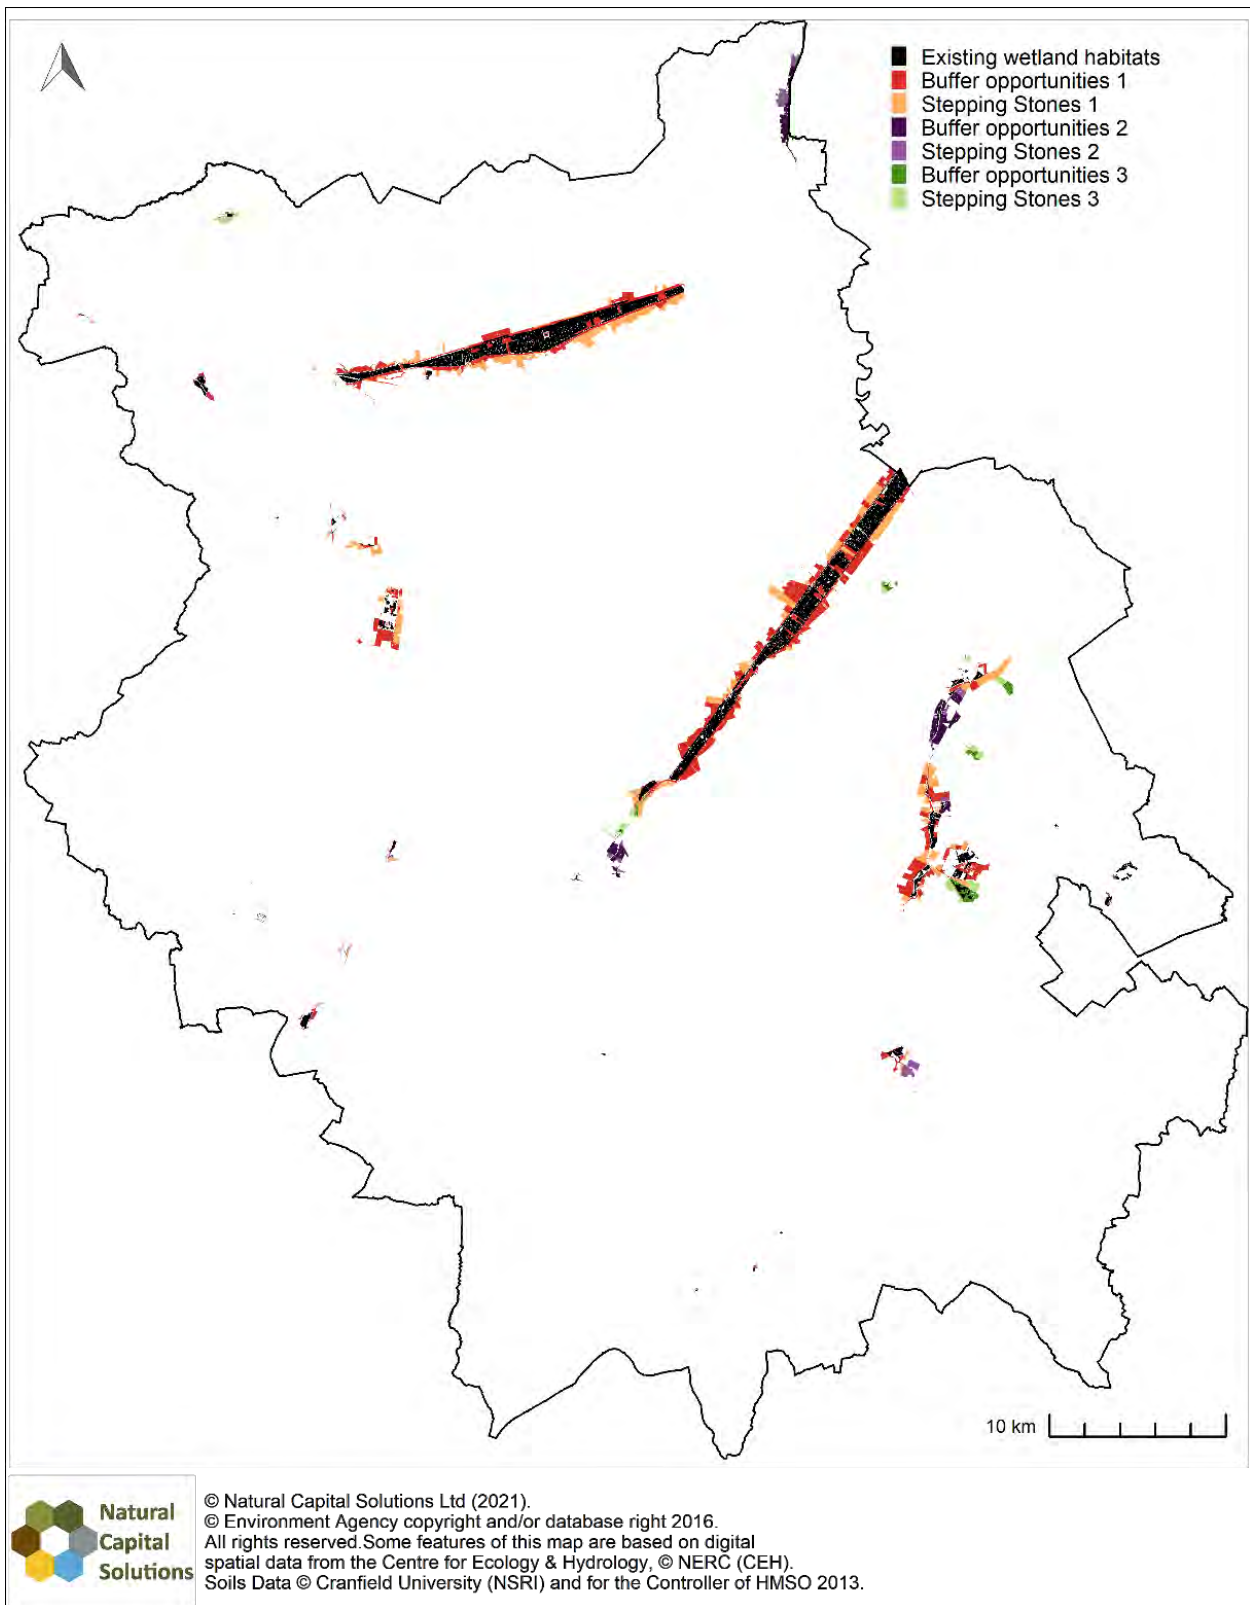 Existing wetland habitats
Buffer opportunities 1
Stepping Stones 1
Buffer opportunities 2
Stepping Stones 2
Buffer opportunities 3
Stepping Stones 3
10 km
Natural
Capital
Solutions
© Natural Capital Solutions Ltd (2021).
© Environment Agency copyright and/or database right 2016.
All rights reserved.Some features of this map are based on digital
spatial data from the Centre for Ecology & Hydrology, © NERC (CEH).
Soils Data © Cranfield University (NSRI) and for the Controller of HMSO 2013.